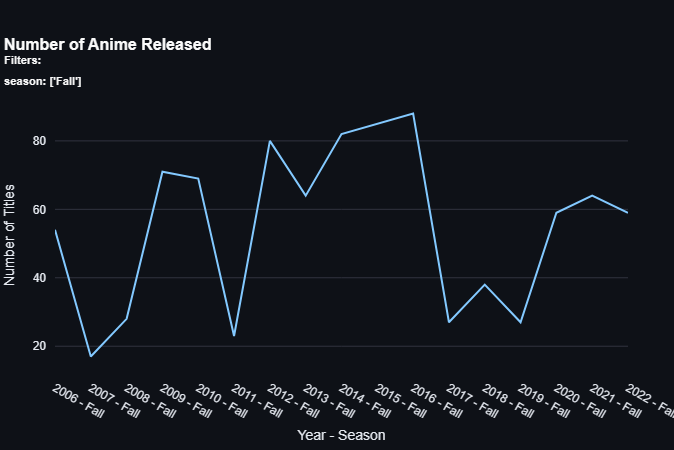 Number of Anime Released
Filters:
season: ['Fall']
80
60
40
20
Number of Titles
2006 - Fall
2007 - Fall
2008 - Fall
2009 - Fall
2010 - Fall
2011 - Fall
2012 - Fall
2013 - Fall
2014 - Fall
2015 - Fall
2016 - Fall
2017 - Fall
2018 - Fall
2019 - Fall
2020 - Fall
2021 - Fall
2022 - Fall
Year - Season